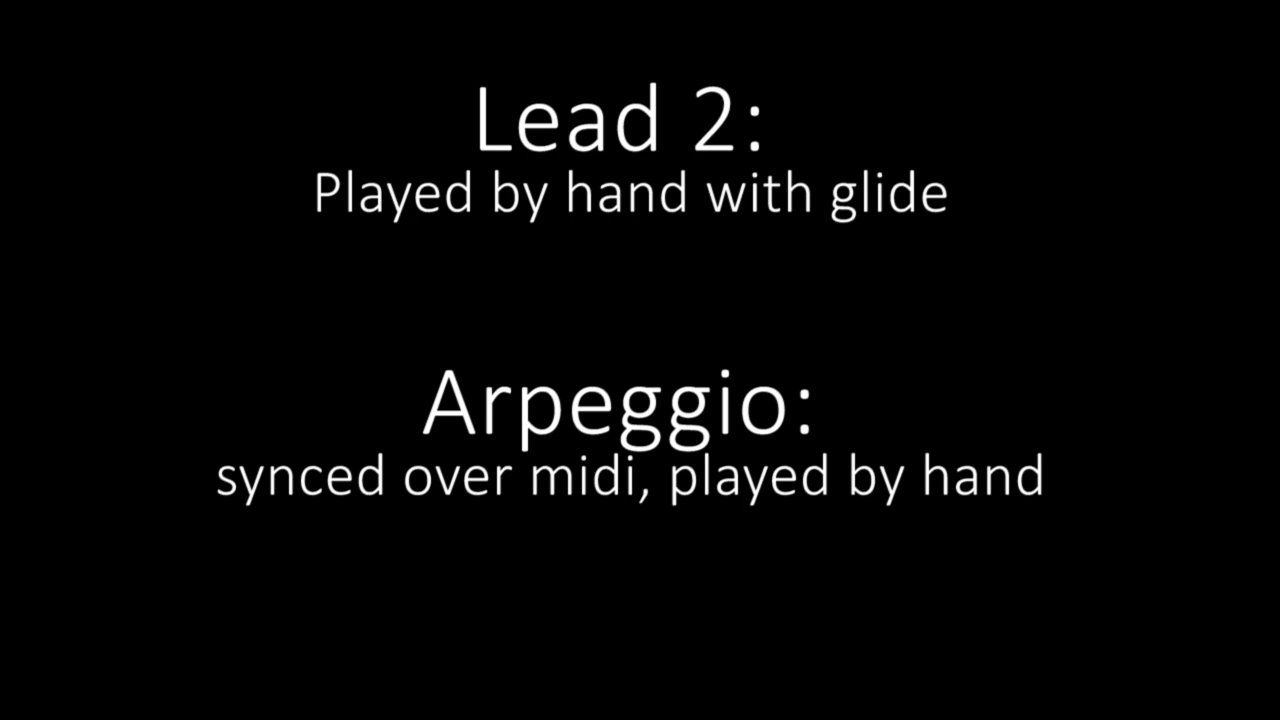 Lead 2:
Played by hand with glide
Arpeggio:
synced over midi, played by hand